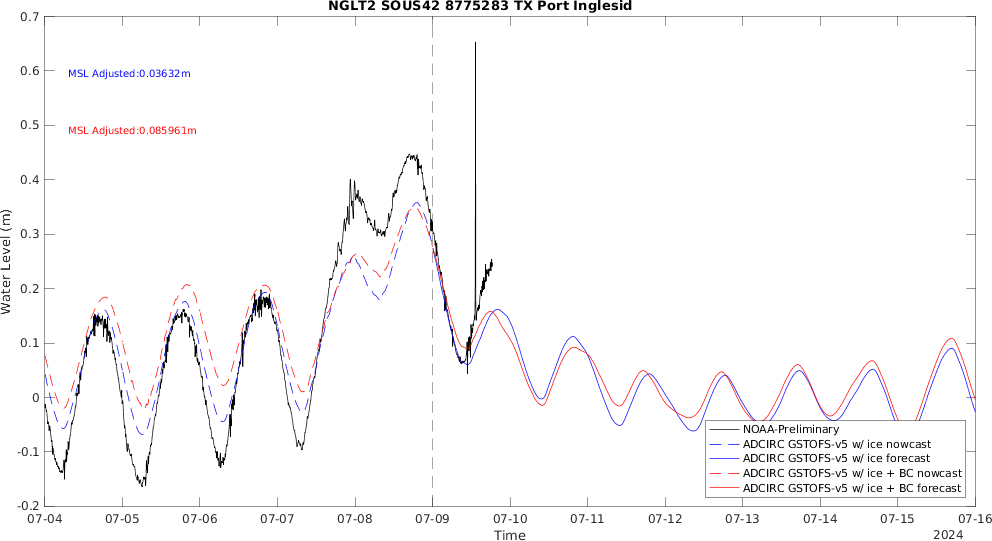 NGLT2 SOUS42 8775283 TX Port Inglesid
0.7
0.6
0.5
0.4
0.3
0.2
0.1
0
-0.1
-0.2
Water Level (m)
MSL Adjusted:0.03632m
MSL Adjusted:0.085961m
NOAA-Preliminary
ADCIRC GSTOFS-v5 w/ ice nowcast
ADCIRC GSTOFS-v5 w/ ice forecast
ADCIRC GSTOFS-v5 w/ ice + BC nowcast
ADCIRC GSTOFS-v5 w/ ice + BC forecast
07-04 07-05 07-06 07-07 07-08 07-09 07-10 07-11 07-12 07-13 07-14 07-15 07-16
Time
2024